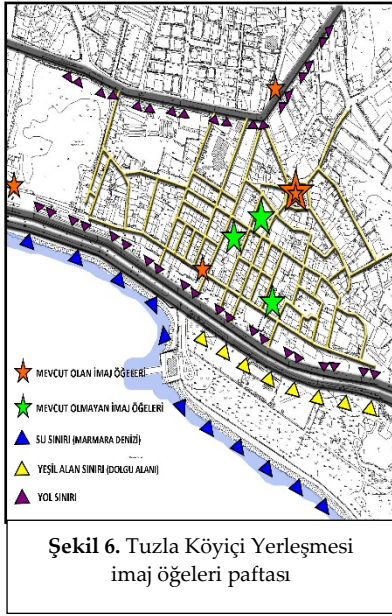 MEVCUT OLAN İMAJ ÖĞELERİ
MEVCUT OLMAYAN İMAJ ÖĞELERİ
SU SINIRI (MARMARA DENİZİ)
YEŞİL ALAN SINIRI (DOLGU ALANI)
YOL SINIRI
Şekil 6. Tuzla Köyiçi Yerleşmesi
imaj öğeleri paftası